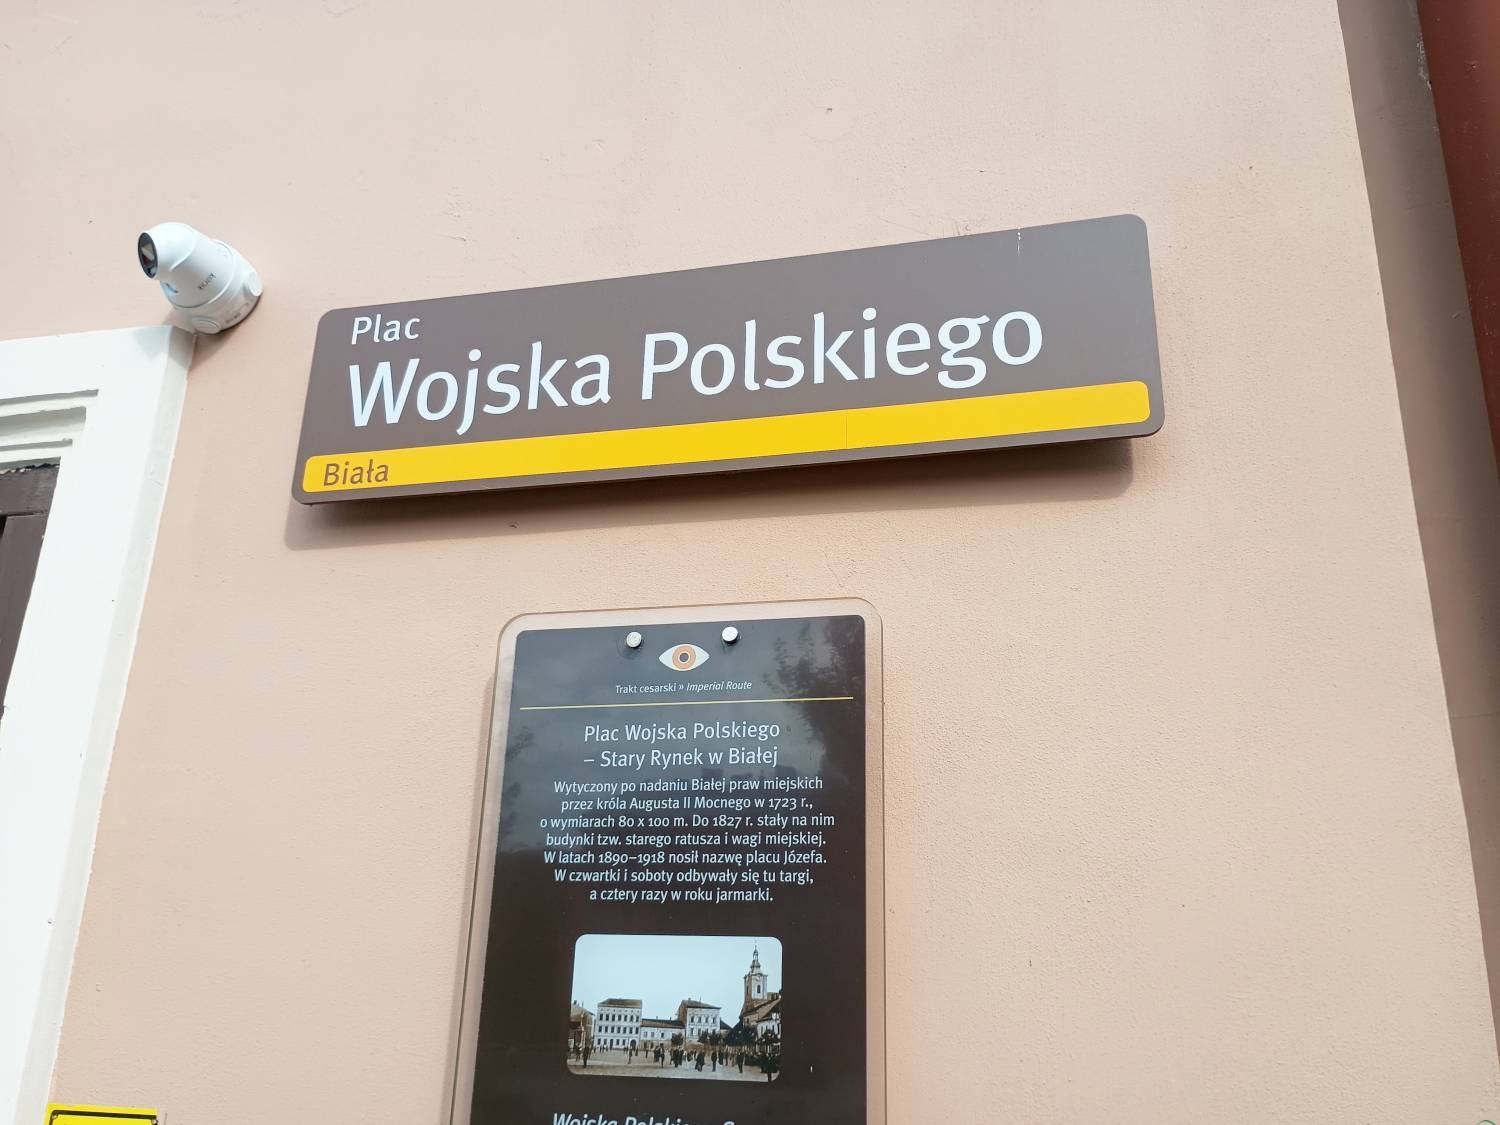 Plac
Wojska Polskiego
Biała
Trakt cesarski » Imperial Route
Plac Wojska Polskiego
– Stary Rynek w Białej
Wytyczony po nadaniu Białej praw miejskich
przez króla Augusta II Mocnego w 1723 r.,
o wymiarach 80 x 100 m. Do 1827 r. stały na nim
budynki tzw. starego ratusza i wagi miejskiej.
W latach 1890–1918 nosił nazwę placu Józefa.
W czwartki i soboty odbywały się tu targi,
a cztery razy w roku jarmarki.
Wojska Polskiego